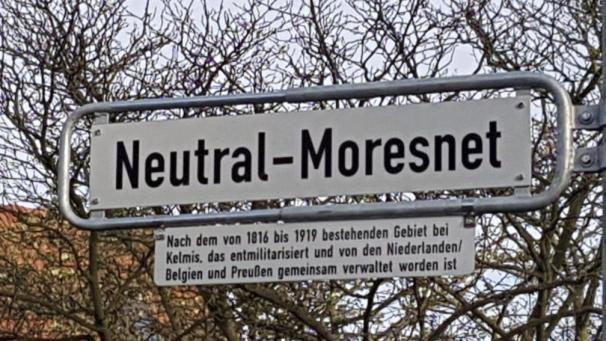 Neutral-Moresnet
Nach dem von 1816 bis 1919 bestehenden Gebiet bei
Kelmis, das entmilitarisiert und von den Niederlanden/
Belgien und Preußen gemeinsam verwaltet worden ist